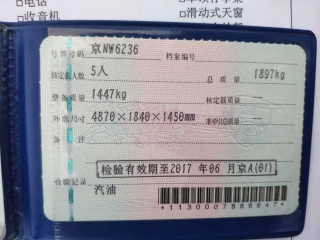 □电话
□收音机
□滑动式天窗
号牌号码 京NW6236 档案编号
核定载人数 5人 总质量 1897kg
整备质量 1447kg 核定载质量
外廓尺寸 4870×1840×1450mm 准牵引总质量
备注
检验有效期至2017 年06 月京A(01)
检验记录 汽油